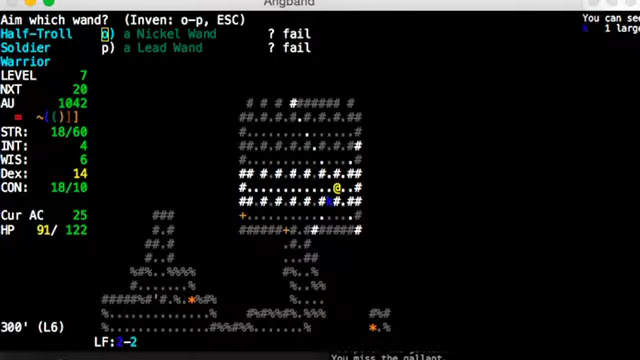 Angband
Aim which wand? (Inven: o-p, ESC)
You can see
Half-Troll o) a Nickel Wand ? fail
k 1 large
Soldier p) a Lead Wand ? fail
Warrior
LEVEL 7
NXT 20
AU 1042
= ~(()]]
STR: 18/60
INT: 4
WIS: 6
Dex: 14
CON: 18/10
Cur AC 25
HP 91/ 122
300' (L6)
LF:2-2
You miss the gallant.